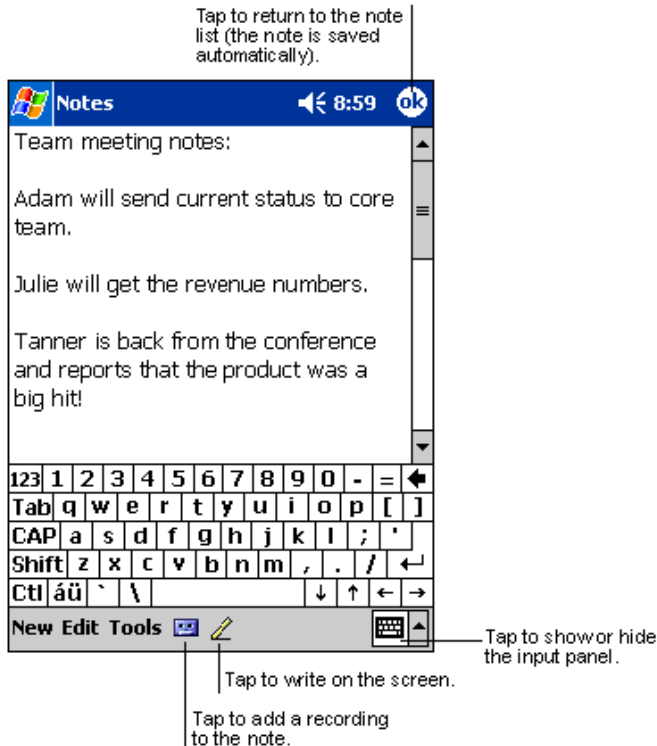 Tap to return to the note
list (the note is saved
automatically).
Notes 8:59 ok
Team meeting notes:
Adam will send current status to core
team.
Julie will get the revenue numbers.
Tanner is back from the conference
and reports that the product was a
big hit!
123 1 2 3 4 5 6 7 8 9 0 - =
Tab q w e r t y u i o p [ ]
CAP a s d f g h j k l ; '
Shift z x c v b n m , . /
Ctl áü ` \
New Edit Tools
Tap to show or hide
the input panel.
Tap to write on the screen.
Tap to add a recording
to the note.